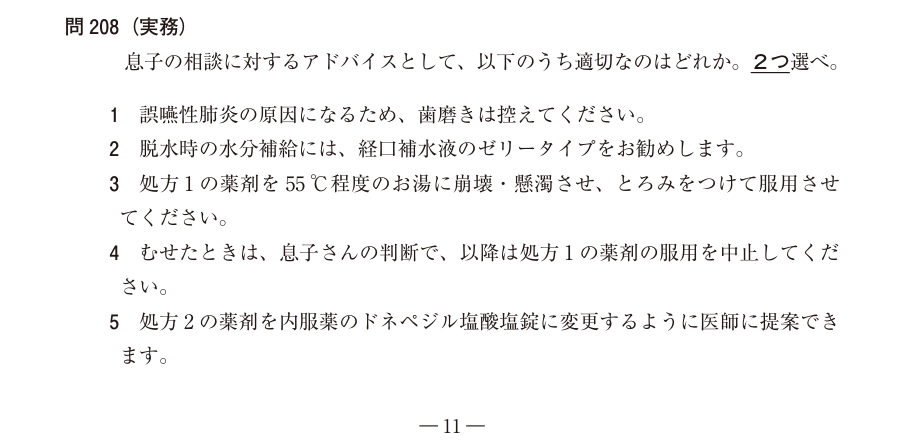 問 208（実務）
息子の相談に対するアドバイスとして、以下のうち適切なのはどれか。２つ選べ。
1　誤嚥性肺炎の原因になるため、歯磨きは控えてください。
2　脱水時の水分補給には、経口補水液のゼリータイプをお勧めします。
3　処方１の薬剤を 55 ℃程度のお湯に崩壊・懸濁させ、とろみをつけて服用させ
てください。
4　むせたときは、息子さんの判断で、以降は処方１の薬剤の服用を中止してくだ
さい。
5　処方２の薬剤を内服薬のドネペジル塩酸塩錠に変更するように医師に提案でき
ます。
― 11 ―